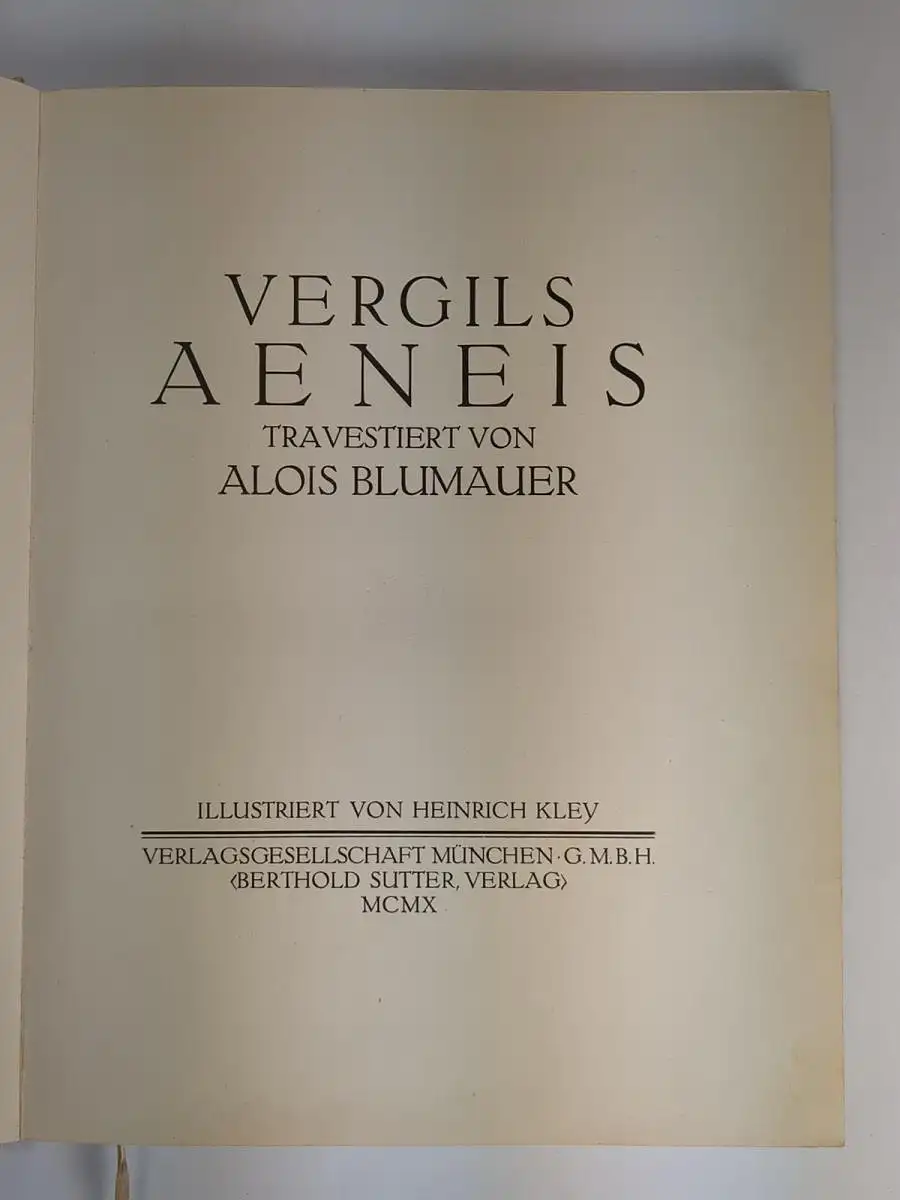 VERGILS
AENEIS
TRAVESTIERT VON
ALOIS BLUMAUER
ILLUSTRIERT VON HEINRICH KLEY
VERLAGSGESELLSCHAFT MÜNCHEN · G.M.B.H.
⟨BERTHOLD SUTTER, VERLAG⟩
MCMX